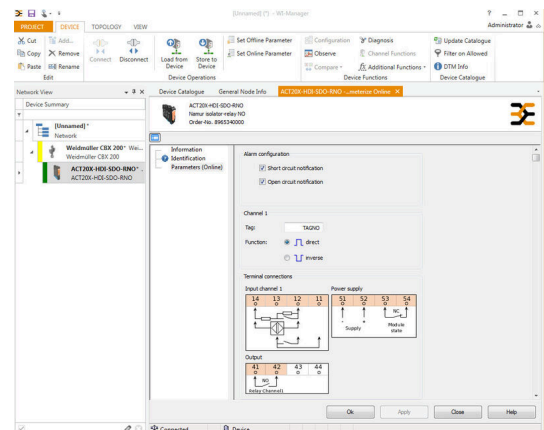 [Unnamed] (*) - WI-Manager
PROJECT DEVICE TOPOLOGY VIEW Administrator
Cut Add...
Copy Remove
Paste Rename
Edit
Connect Disconnect
Load from Device
Store to Device
Device Operations
Set Offline Parameter
Set Online Parameter
Configuration Diagnosis
Observe Channel Functions
Compare Additional Functions
Device Functions
Update Catalogue
Filter on Allowed
DTM Info
Device Catalogue
Network View
Device Summary
[Unnamed]*
Network
Weidmüller CBX 200* Wei...
Weidmüller CBX 200
ACT20X-HDI-SDO-RNO* .
ACT20X-HDI-SDO-RNO
Device Catalogue General Node Info ACT20X-HDI-SDO-RNO -...meterize Online
ACT20X-HDI-SDO-RNO
Namur isolator-relay NO
Order-No. 8965340000
Information
Identification
Parameters (Online)
Alarm configuration
Short circuit notification
Open circuit notification
Channel 1
Tag: TAGNO
Function: direct
inverse
Terminal connections
Input channel 1 Power supply
14 13 12 11 51 52 53 54
NC
- +
Supply
Module state
Output
41 42 43 44
NO
Relay Channel1
Ok Apply Close Help
Connected Device